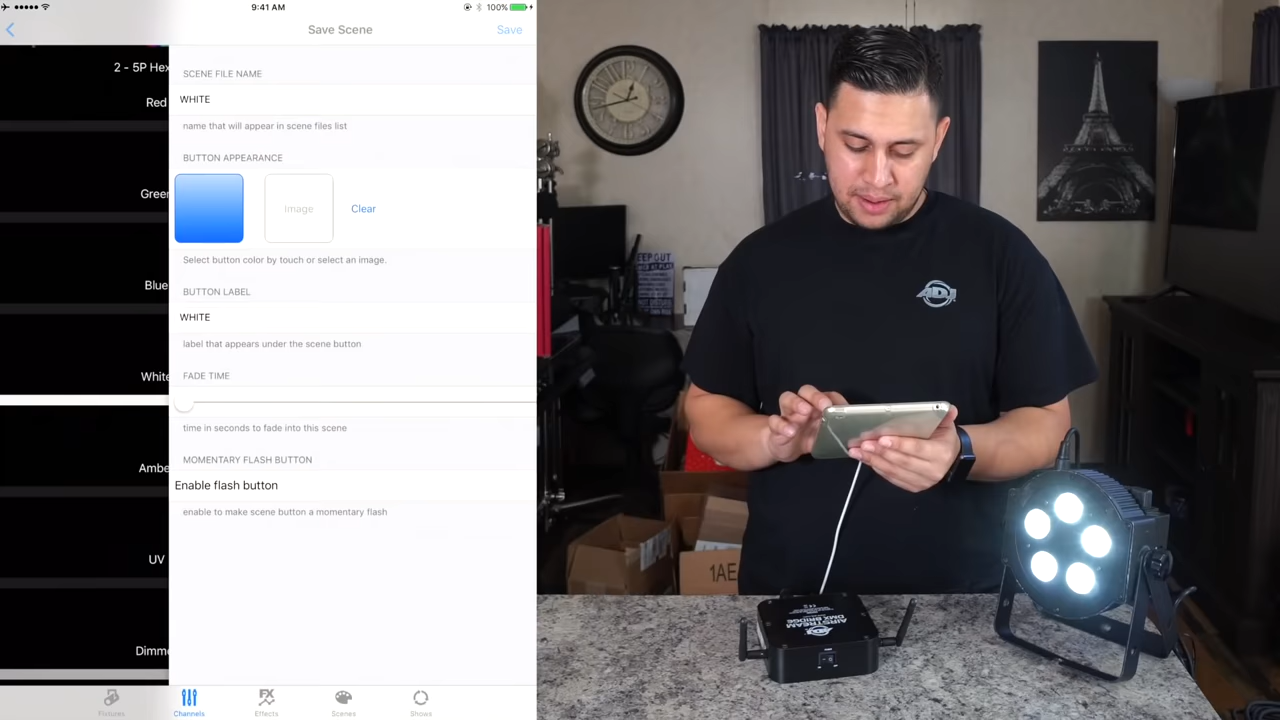 9:41 AM
100%
Save Scene
Save
2 - 5P Hex
Red
Green
Blue
White
Amber
UV
Dimme
SCENE FILE NAME
WHITE
name that will appear in scene files list
BUTTON APPEARANCE
Image
Clear
Select button color by touch or select an image.
BUTTON LABEL
WHITE
label that appears under the scene button
FADE TIME
time in seconds to fade into this scene
MOMENTARY FLASH BUTTON
Enable flash button
enable to make scene button a momentary flash
Fixtures
Channels
FX
Effects
Scenes
Shows
ADJ
1AE
AIRSTREAM
DMX BRIDGE
ADJ